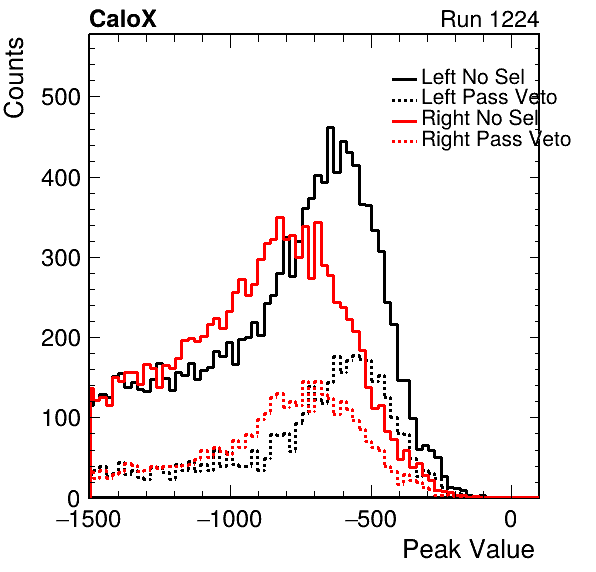 CaloX Run 1224
Counts
Left No Sel
Left Pass Veto
Right No Sel
Right Pass Veto
500
400
300
200
100
0
−1500 −1000 −500 0
Peak Value